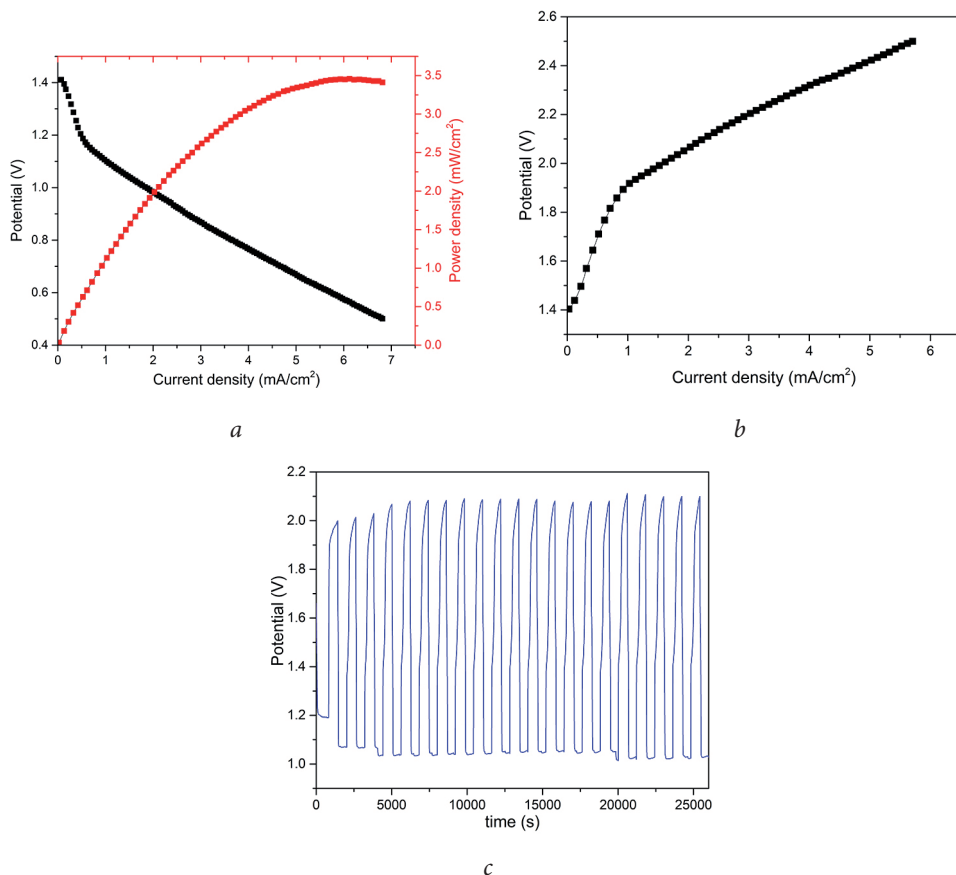 1.4
1.2
1.0
0.8
0.6
0.4
Potential (V)
0 1 2 3 4 5 6 7
Current density (mA/cm²)
3.5
3.0
2.5
2.0
1.5
1.0
0.5
0.0
Power density (mW/cm²)
a
2.6
2.4
2.2
2.0
1.8
1.6
1.4
Potential (V)
0 1 2 3 4 5 6
Current density (mA/cm²)
b
2.2
2.0
1.8
1.6
1.4
1.2
1.0
Potential (V)
0 5000 10000 15000 20000 25000
time (s)
c